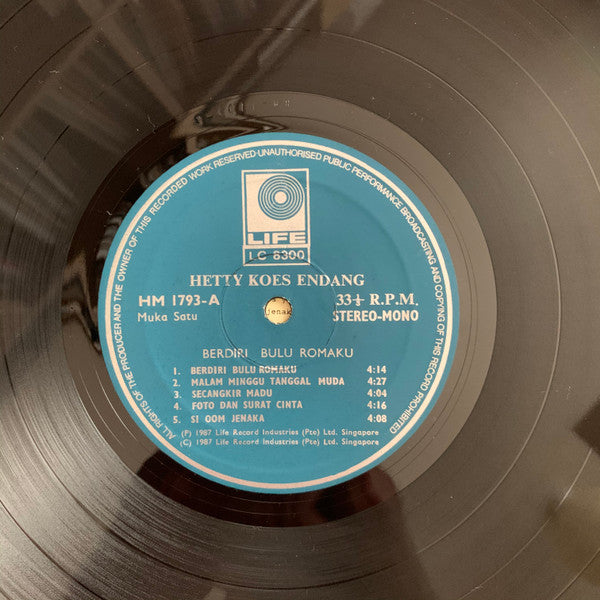 ALL RIGHTS OF THE PRODUCER AND THE OWNER OF THIS RECORDED WORK RESERVED·UNAUTHORISED PUBLIC PERFORMANCE BROADCASTING AND COPYING OF THIS RECORD PROHIBITED
LIFE
LC 6300
HETTY KOES ENDANG
HM 1793-A 33⅓ R.P.M.
Muka Satu jenak STEREO-MONO
BERDIRI BULU ROMAKU
1. BERDIRI BULU ROMAKU 4:14
2. MALAM MINGGU TANGGAL MUDA 4:27
3. SECANGKIR MADU 4:04
4. FOTO DAN SURAT CINTA 4:16
5. SI OOM JENAKA 4:08
(P) 1987 Life Record Industries (Pte) Ltd. Singapore
(C) 1987 Life Record Industries (Pte) Ltd. Singapore